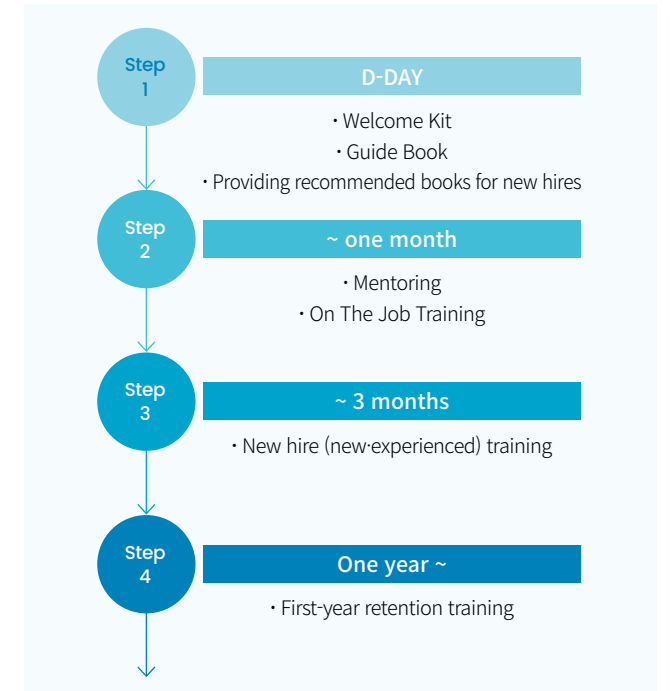 Step
1
D-DAY
· Welcome Kit
· Guide Book
· Providing recommended books for new hires
Step
2
~ one month
· Mentoring
· On The Job Training
Step
3
~ 3 months
· New hire (new·experienced) training
Step
4
One year ~
· First-year retention training